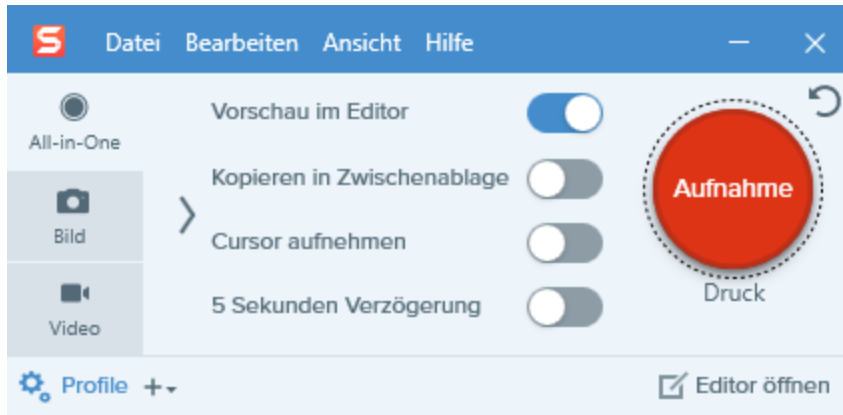 S Datei Bearbeiten Ansicht Hilfe
All-in-One
Bild
Video
Vorschau im Editor
Kopieren in Zwischenablage
Cursor aufnehmen
5 Sekunden Verzögerung
Aufnahme
Druck
Profile
Editor öffnen